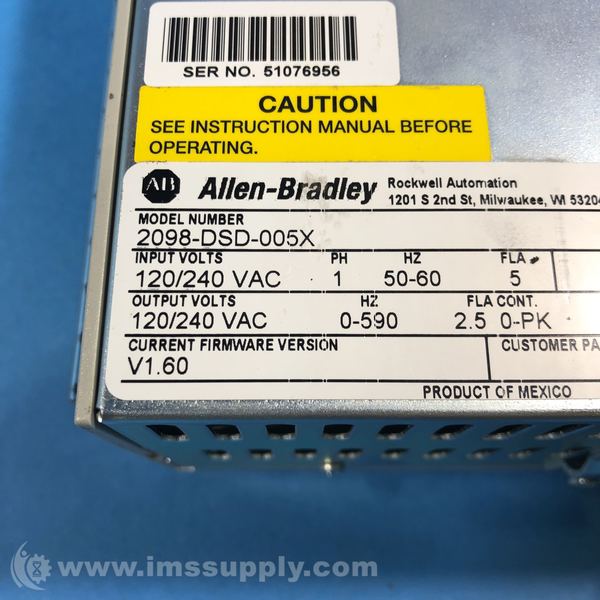 SER NO. 51076956
CAUTION
SEE INSTRUCTION MANUAL BEFORE
OPERATING.
AB Allen-Bradley Rockwell Automation
1201 S 2nd St, Milwaukee, WI 53204
MODEL NUMBER
2098-DSD-005X
INPUT VOLTS PH HZ FLA
120/240 VAC 1 50-60 5
OUTPUT VOLTS HZ FLA CONT.
120/240 VAC 0-590 2.5 0-PK
CURRENT FIRMWARE VERSION CUSTOMER PA
V1.60
PRODUCT OF MEXICO
www.imssupply.com